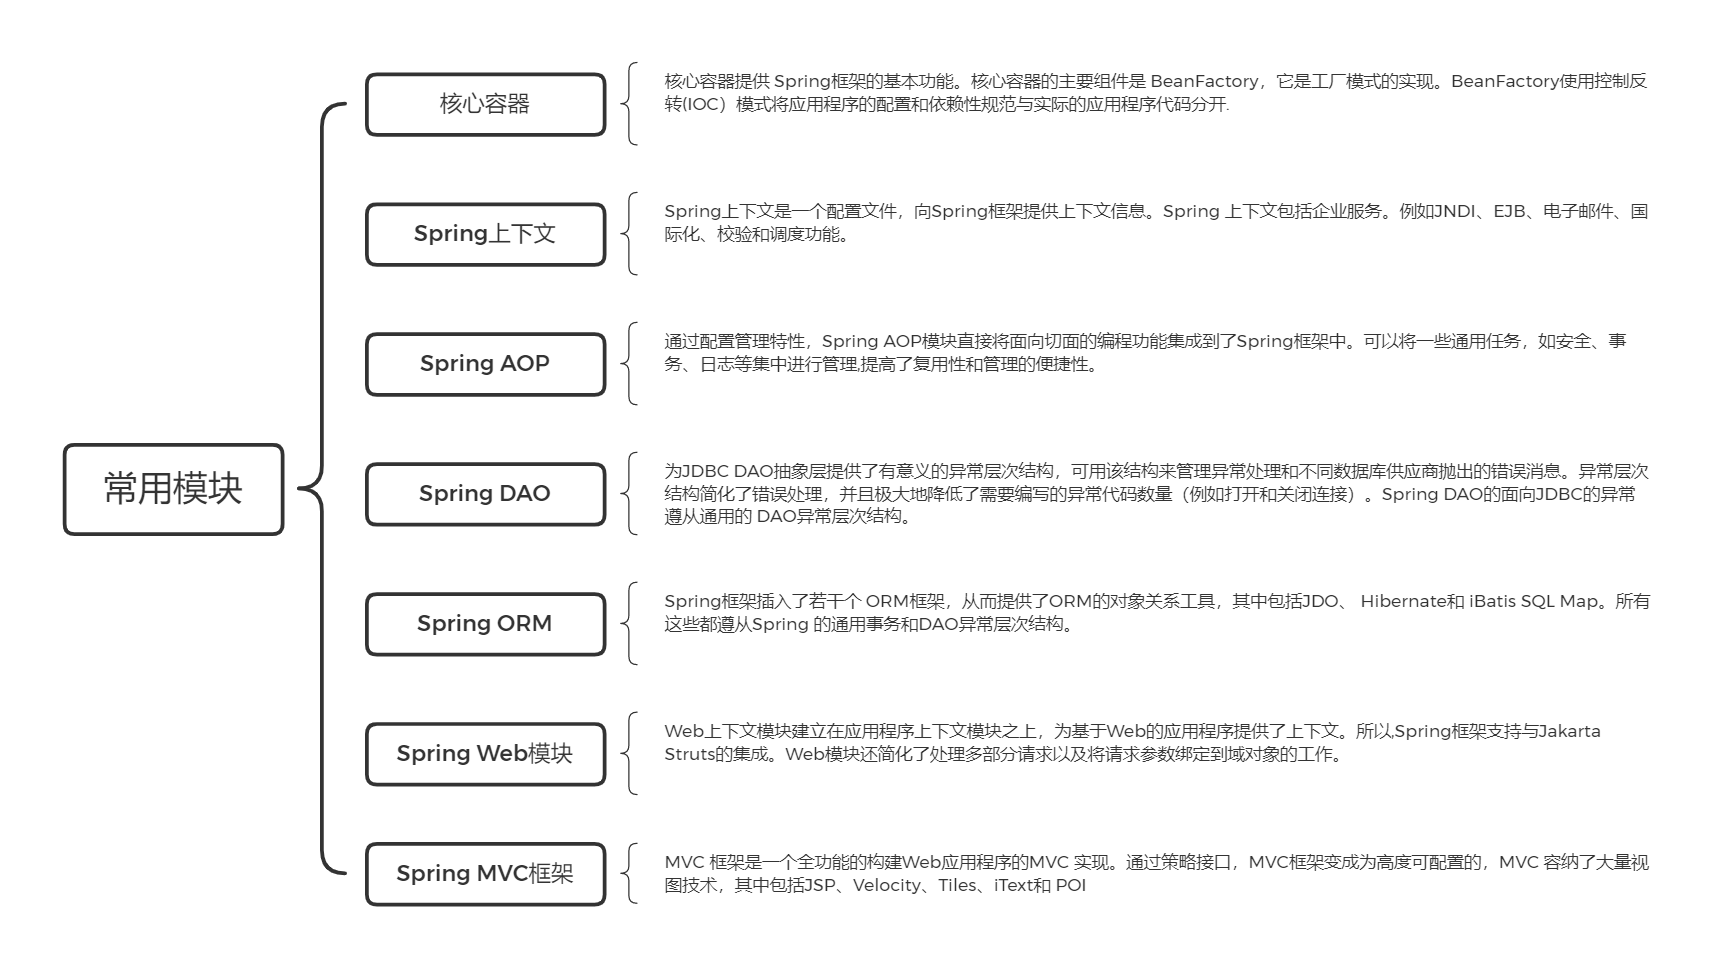 常用模块
核心容器
核心容器提供 Spring框架的基本功能。核心容器的主要组件是 BeanFactory，它是工厂模式的实现。BeanFactory使用控制反
转(IOC）模式将应用程序的配置和依赖性规范与实际的应用程序代码分开.
Spring上下文
Spring上下文是一个配置文件，向Spring框架提供上下文信息。Spring 上下文包括企业服务。例如JNDI、EJB、电子邮件、国
际化、校验和调度功能。
Spring AOP
通过配置管理特性，Spring AOP模块直接将面向切面的编程功能集成到了Spring框架中。可以将一些通用任务，如安全、事
务、日志等集中进行管理,提高了复用性和管理的便捷性。
Spring DAO
为JDBC DAO抽象层提供了有意义的异常层次结构，可用该结构来管理异常处理和不同数据库供应商抛出的错误消息。异常层次
结构简化了错误处理，并且极大地降低了需要编写的异常代码数量（例如打开和关闭连接）。Spring DAO的面向JDBC的异常
遵从通用的 DAO异常层次结构。
Spring ORM
Spring框架插入了若干个 ORM框架，从而提供了ORM的对象关系工具，其中包括JDO、 Hibernate和 iBatis SQL Map。所有
这些都遵从Spring 的通用事务和DAO异常层次结构。
Spring Web模块
Web上下文模块建立在应用程序上下文模块之上，为基于Web的应用程序提供了上下文。所以,Spring框架支持与Jakarta
Struts的集成。Web模块还简化了处理多部分请求以及将请求参数绑定到域对象的工作。
Spring MVC框架
MVC 框架是一个全功能的构建Web应用程序的MVC 实现。通过策略接口，MVC框架变成为高度可配置的，MVC 容纳了大量视
图技术，其中包括JSP、Velocity、Tiles、iText和 POI